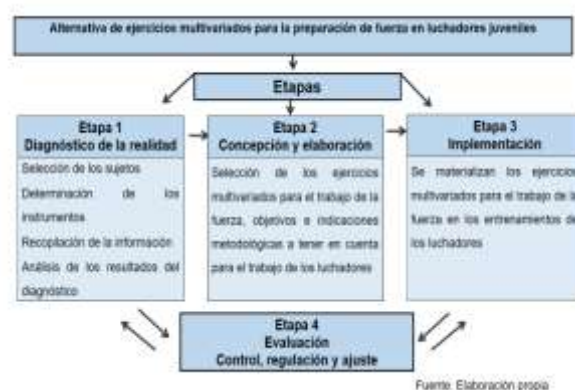 Alternativa de ejercicios multivariados para la preparación de fuerza en luchadores juveniles
Etapas
Etapa 1
Diagnóstico de la realidad
Selección de los sujetos
Determinación de los
instrumentos
Recopilación de la información
Análisis de los resultados del
diagnóstico
Etapa 2
Concepción y elaboración
Selección de los ejercicios
multivariados para el trabajo de la
fuerza, objetivos e indicaciones
metodológicas a tener en cuenta
para el trabajo de los luchadores
Etapa 3
Implementación
Se materializan los ejercicios
multivariados para el trabajo de la
fuerza en los entrenamientos de
los luchadores
Etapa 4
Evaluación
Control, regulación y ajuste
Fuente: Elaboración propia